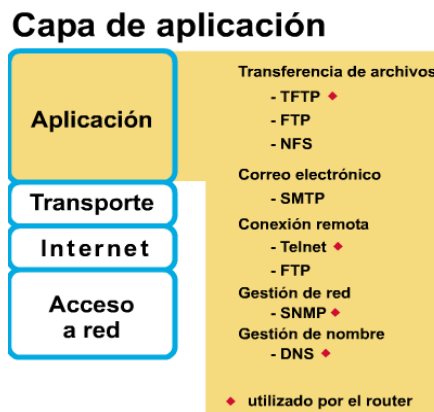 Capa de aplicación
Aplicación
Transporte
Internet
Acceso
a red
Transferencia de archivos
- TFTP ◆
- FTP
- NFS
Correo electrónico
- SMTP
Conexión remota
- Telnet ◆
- FTP
Gestión de red
- SNMP ◆
Gestión de nombre
- DNS ◆
◆ utilizado por el router